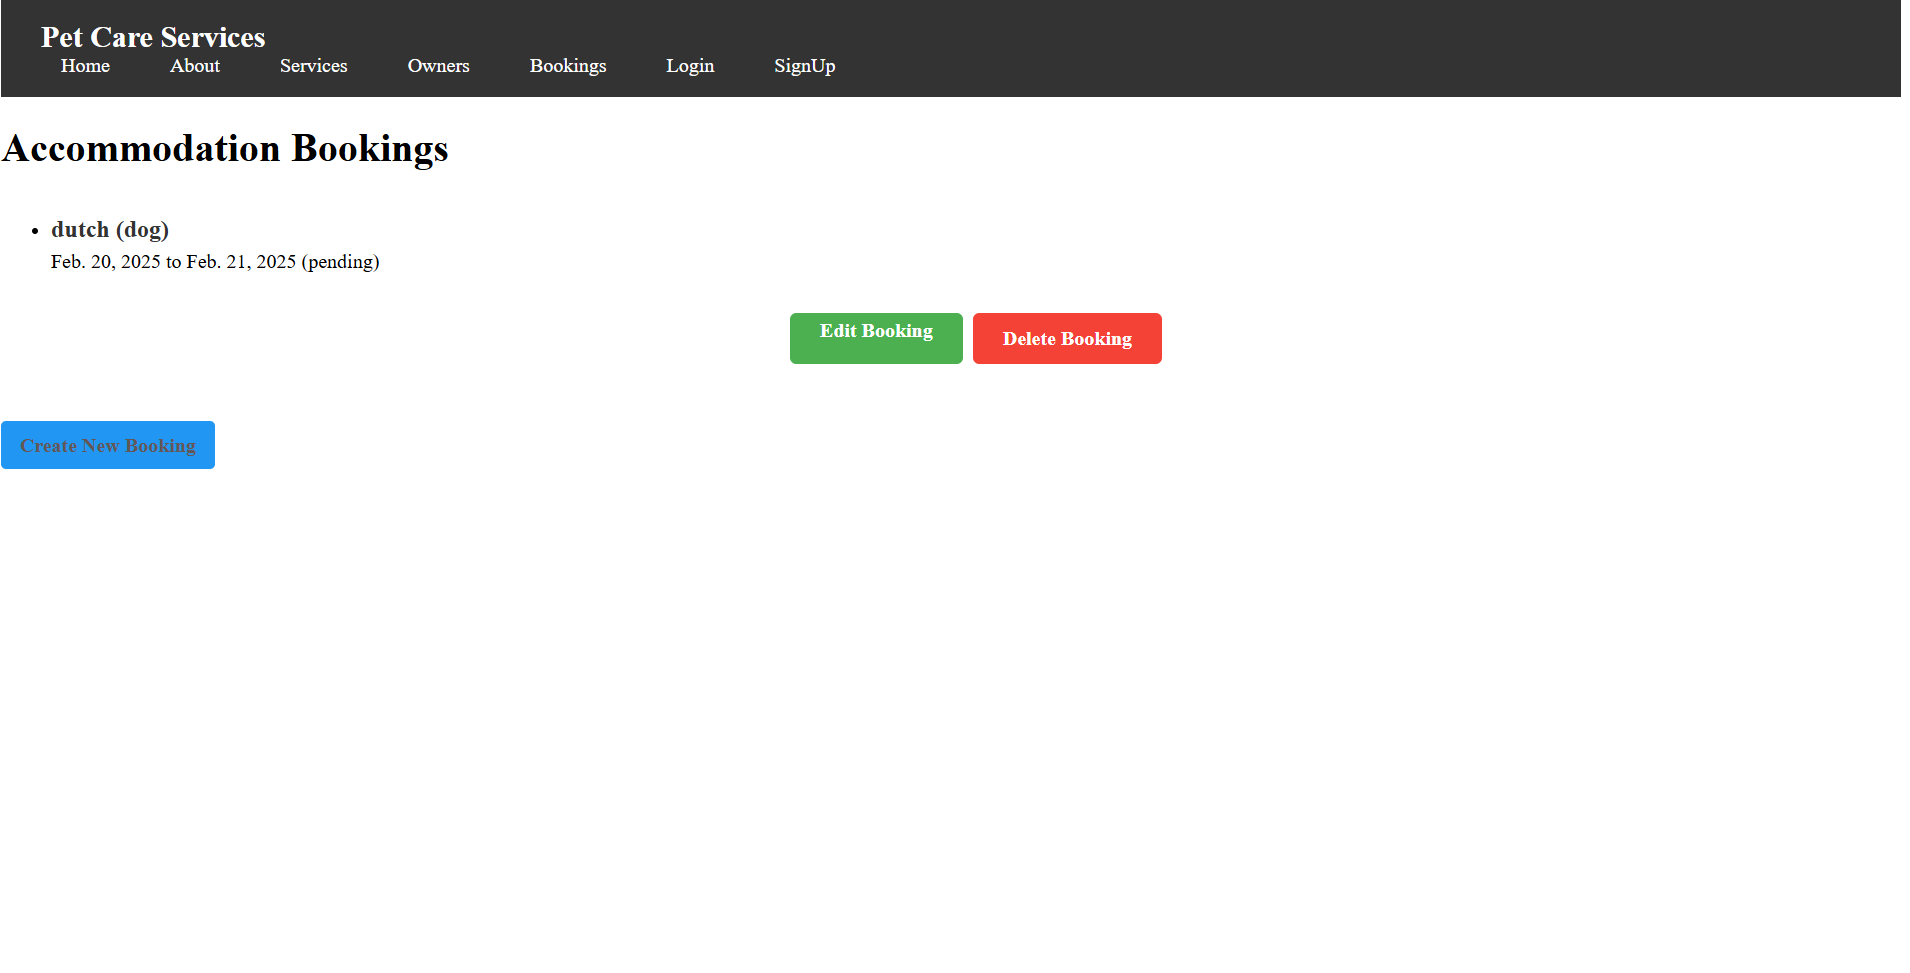 Pet Care Services
Home About Services Owners Bookings Login SignUp
Accommodation Bookings
dutch (dog)
Feb. 20, 2025 to Feb. 21, 2025 (pending)
Edit Booking Delete Booking
Create New Booking